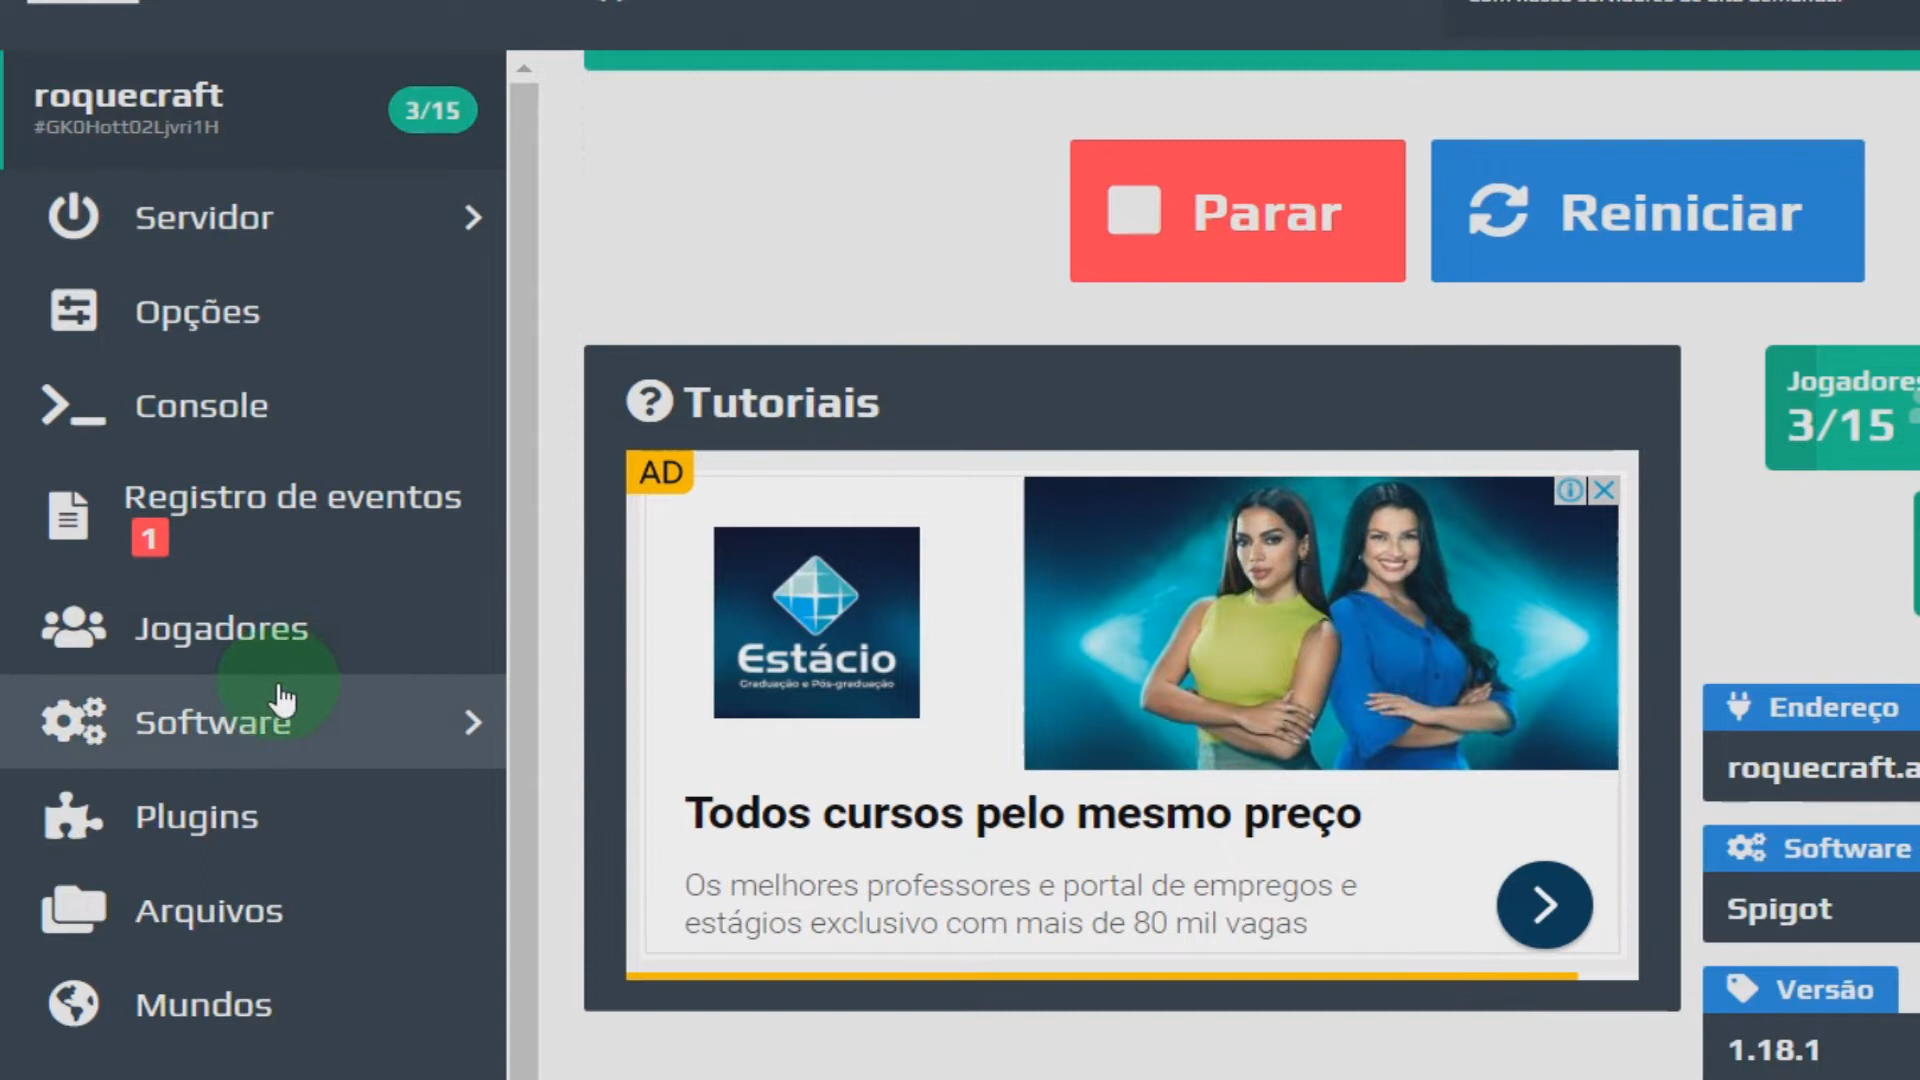 roquecraft
#GK0Hott02Ljvri1H
3/15
Servidor
Opções
Console
Registro de eventos
1
Jogadores
Software
Plugins
Arquivos
Mundos
Parar
Reiniciar
Tutoriais
AD
Estácio
Graduação e Pós-graduação
Todos cursos pelo mesmo preço
Os melhores professores e portal de empregos e
estágios exclusivo com mais de 80 mil vagas
Jogadores
3/15
Endereço
roquecraft.a
Software
Spigot
Versão
1.18.1